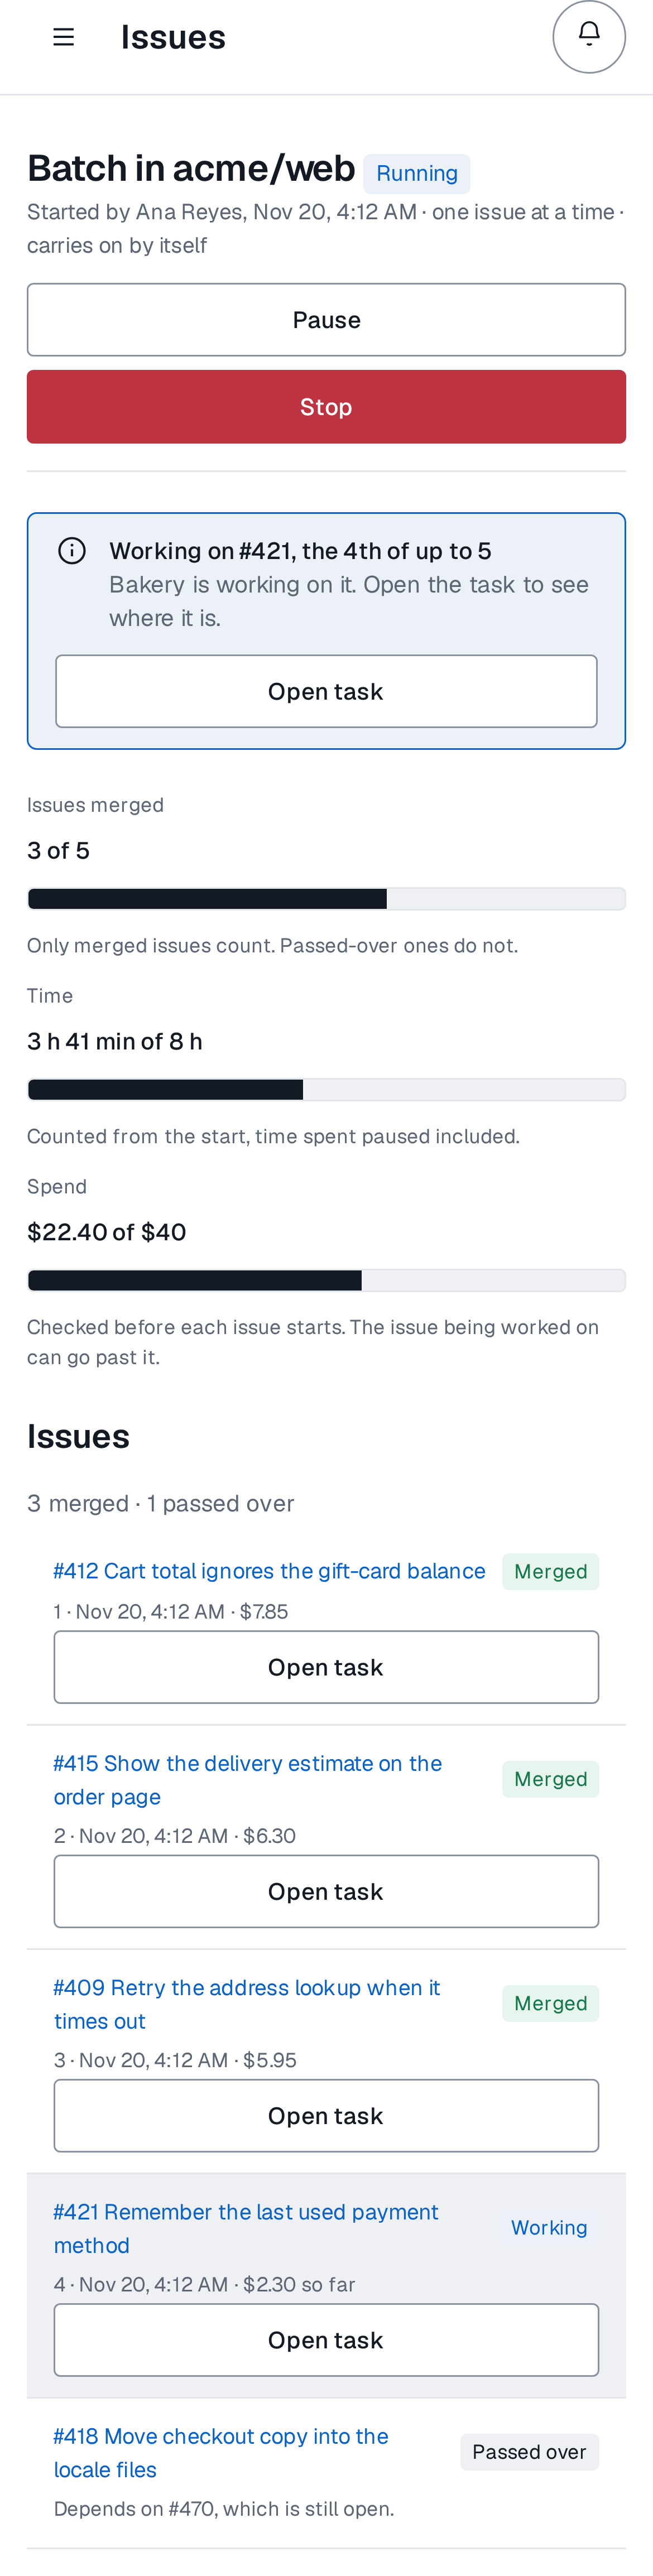 Issues
Batch in acme/web Running
Started by Ana Reyes, Nov 20, 4:12 AM · one issue at a time ·
carries on by itself
Pause
Stop
Working on #421, the 4th of up to 5
Bakery is working on it. Open the task to see
where it is.
Open task
Issues merged
3 of 5
Only merged issues count. Passed-over ones do not.
Time
3 h 41 min of 8 h
Counted from the start, time spent paused included.
Spend
$22.40 of $40
Checked before each issue starts. The issue being worked on
can go past it.
Issues
3 merged · 1 passed over
#412 Cart total ignores the gift-card balance Merged
1 · Nov 20, 4:12 AM · $7.85
Open task
#415 Show the delivery estimate on the
order page
Merged
2 · Nov 20, 4:12 AM · $6.30
Open task
#409 Retry the address lookup when it
times out
Merged
3 · Nov 20, 4:12 AM · $5.95
Open task
#421 Remember the last used payment
method
Working
4 · Nov 20, 4:12 AM · $2.30 so far
Open task
#418 Move checkout copy into the
locale files
Passed over
Depends on #470, which is still open.